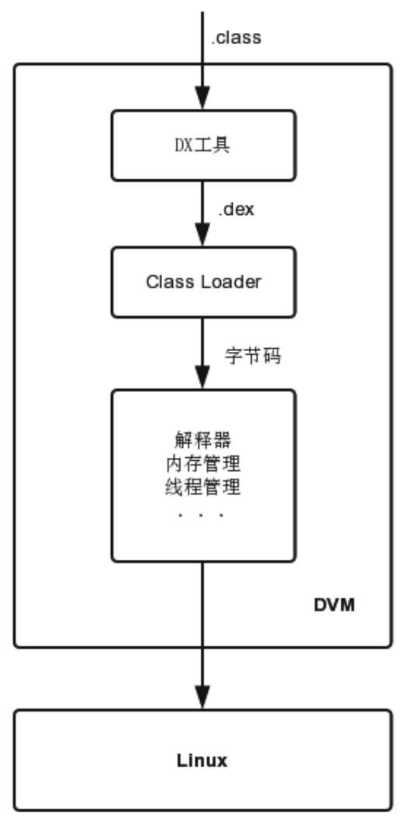 .class
DX工具
.dex
Class Loader
字节码
解释器
内存管理
线程管理
. . .
DVM
Linux